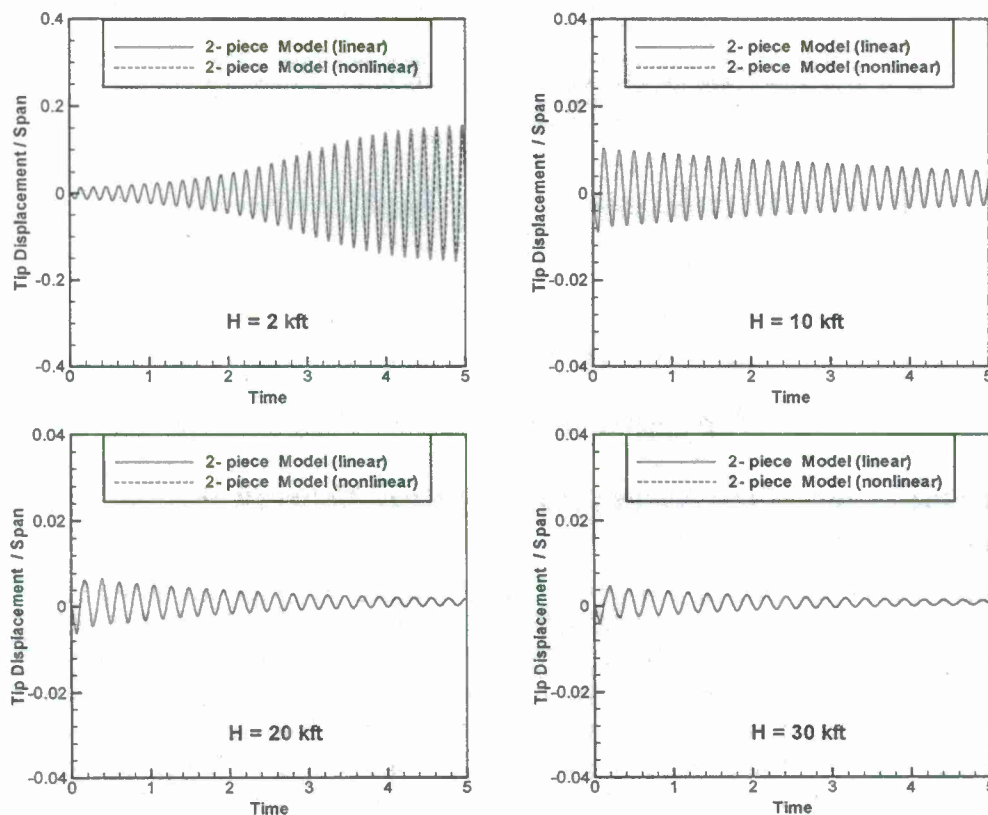 0.4
2- piece Model (linear)
2- piece Model (nonlinear)
0.2
0
-0.2
-0.4
Tip Displacement / Span
H = 2 kft
0 1 2 3 4 5
Time
0.04
2- piece Model (linear)
2- piece Model (nonlinear)
0.02
0
-0.02
-0.04
Tip Displacement / Span
H = 10 kft
0 1 2 3 4 5
Time
0.04
2- piece Model (linear)
2- piece Model (nonlinear)
0.02
0
-0.02
-0.04
Tip Displacement / Span
H = 20 kft
0 1 2 3 4 5
Time
0.04
2- piece Model (linear)
2- piece Model (nonlinear)
0.02
0
-0.02
-0.04
Tip Displacement / Span
H = 30 kft
0 1 2 3 4 5
Time